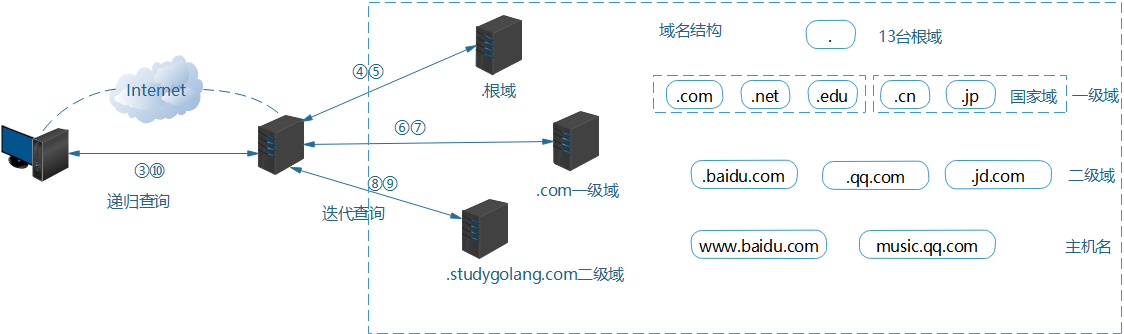 域名结构
.
13台根域
Internet
④⑤
.根域
.com
.net
.edu
.cn
.jp
国家域
一级域
⑥⑦
③⑩
递归查询
.com一级域
⑧⑨
迭代查询
.baidu.com
.qq.com
.jd.com
二级域
.studygolang.com二级域
www.baidu.com
music.qq.com
主机名